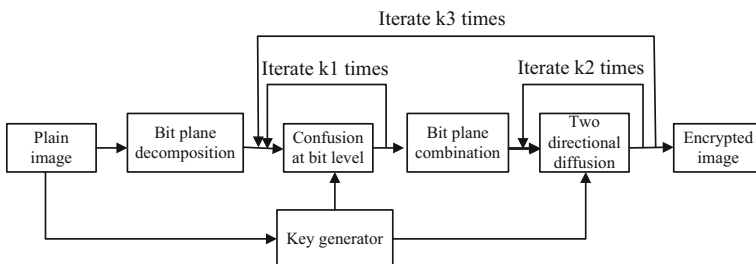 Iterate k3 times
Iterate k1 times
Iterate k2 times
Plain
image
Bit plane
decomposition
Confusion
at bit level
Bit plane
combination
Two
directional
diffusion
Encrypted
image
Key generator